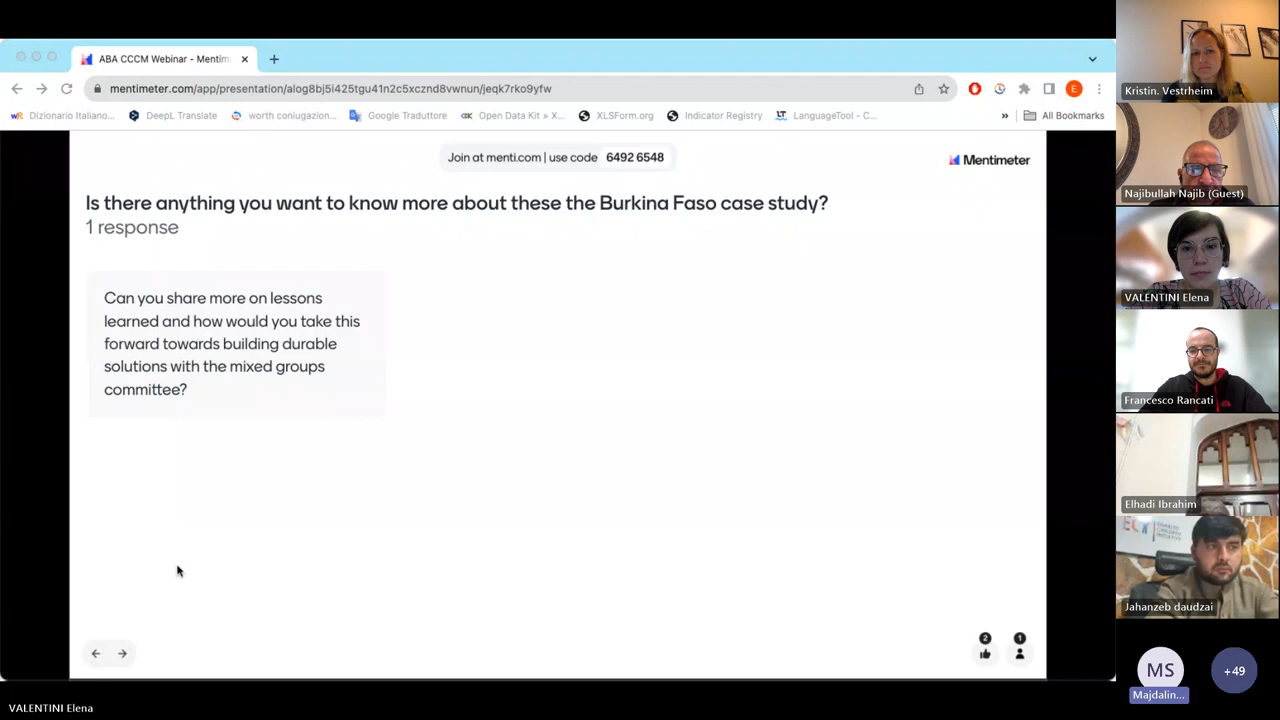 ABA CCCM Webinar - Mentim
mentimeter.com/app/presentation/alog8bj5i425tgu41n2c5xcznd8vwnun/jeqk7rko9yfw
E
Dizionario Italiano...
DeepL Translate
worth coniugazion...
Google Traduttore
Open Data Kit » X...
XLSForm.org
Indicator Registry
LanguageTool - C...
»
All Bookmarks
Join at menti.com | use code 6492 6548
Mentimeter
Is there anything you want to know more about these the Burkina Faso case study?
1 response
Can you share more on lessons
learned and how would you take this
forward towards building durable
solutions with the mixed groups
committee?
2
1
VALENTINI Elena
Kristin. Vestrheim
Najibullah Najib (Guest)
VALENTINI Elena
Francesco Rancati
Elhadi Ibrahim
Jahanzeb daudzai
MS
Majdalin...
+49